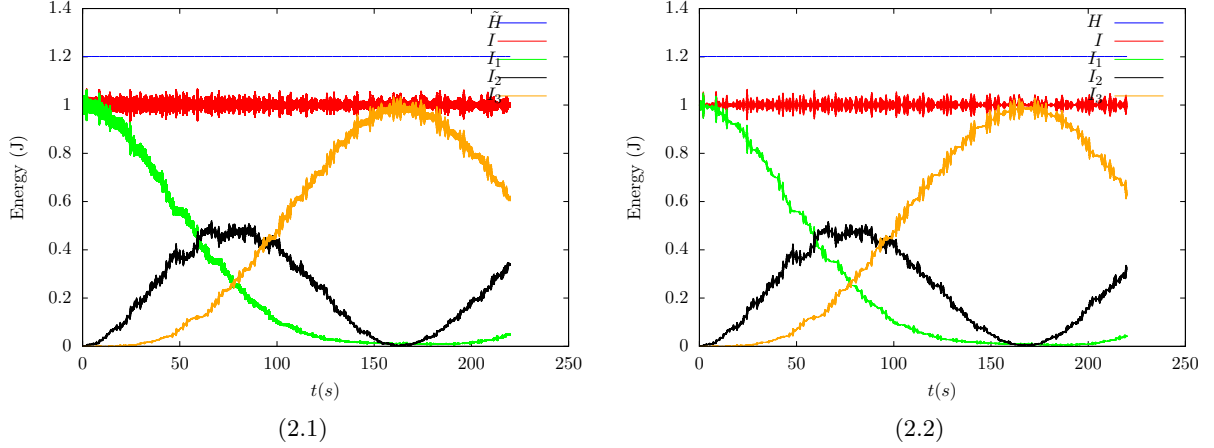 H̃
I
I₁
I₂
I₃
Energy (J)
1.4
1.2
1
0.8
0.6
0.4
0.2
0
0 50 100 150 200 250
t(s)
(2.1)
H
I
I₁
I₂
I₃
Energy (J)
1.4
1.2
1
0.8
0.6
0.4
0.2
0
0 50 100 150 200 250
t(s)
(2.2)